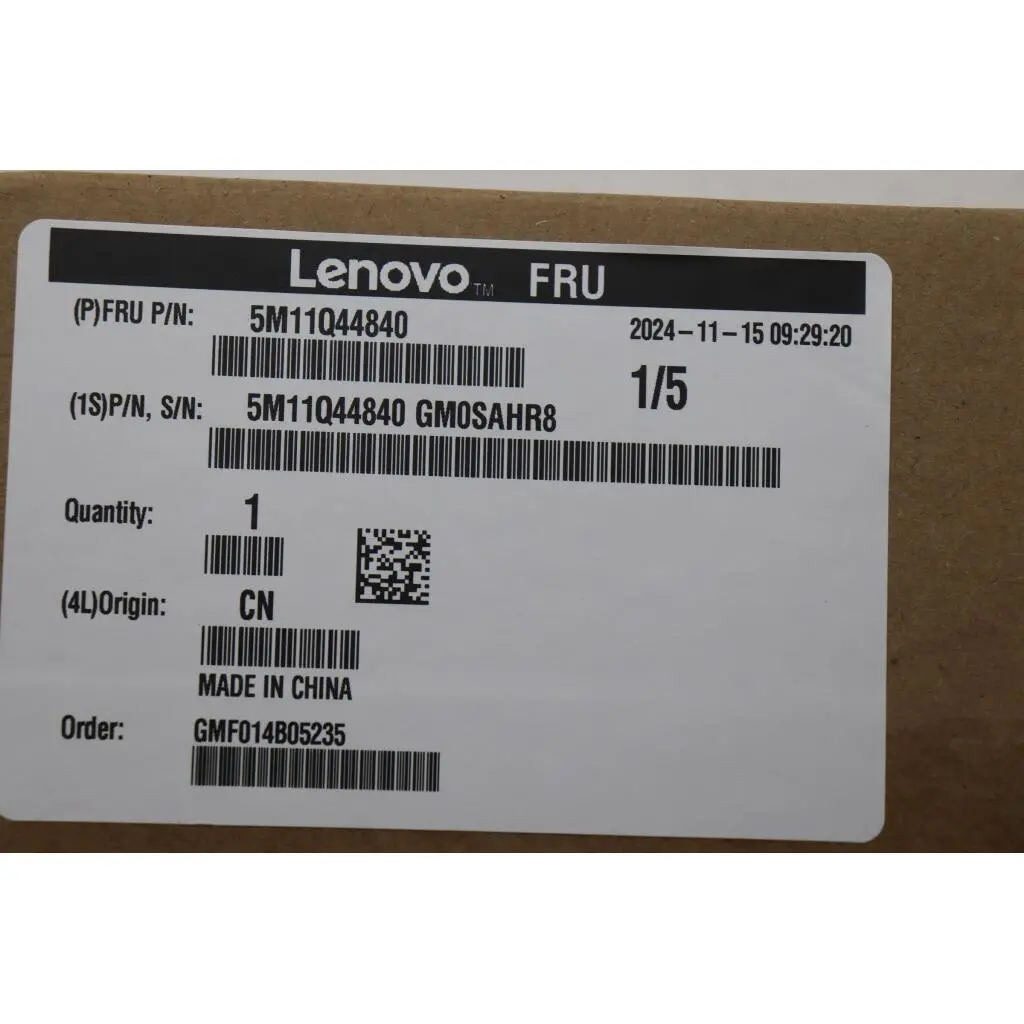 Lenovo™ FRU
(P)FRU P/N: 5M11Q44840
2024-11-15 09:29:20
1/5
(1S)P/N, S/N: 5M11Q44840 GM0SAHR8
Quantity: 1
(4L)Origin: CN
MADE IN CHINA
Order: GMF014B05235